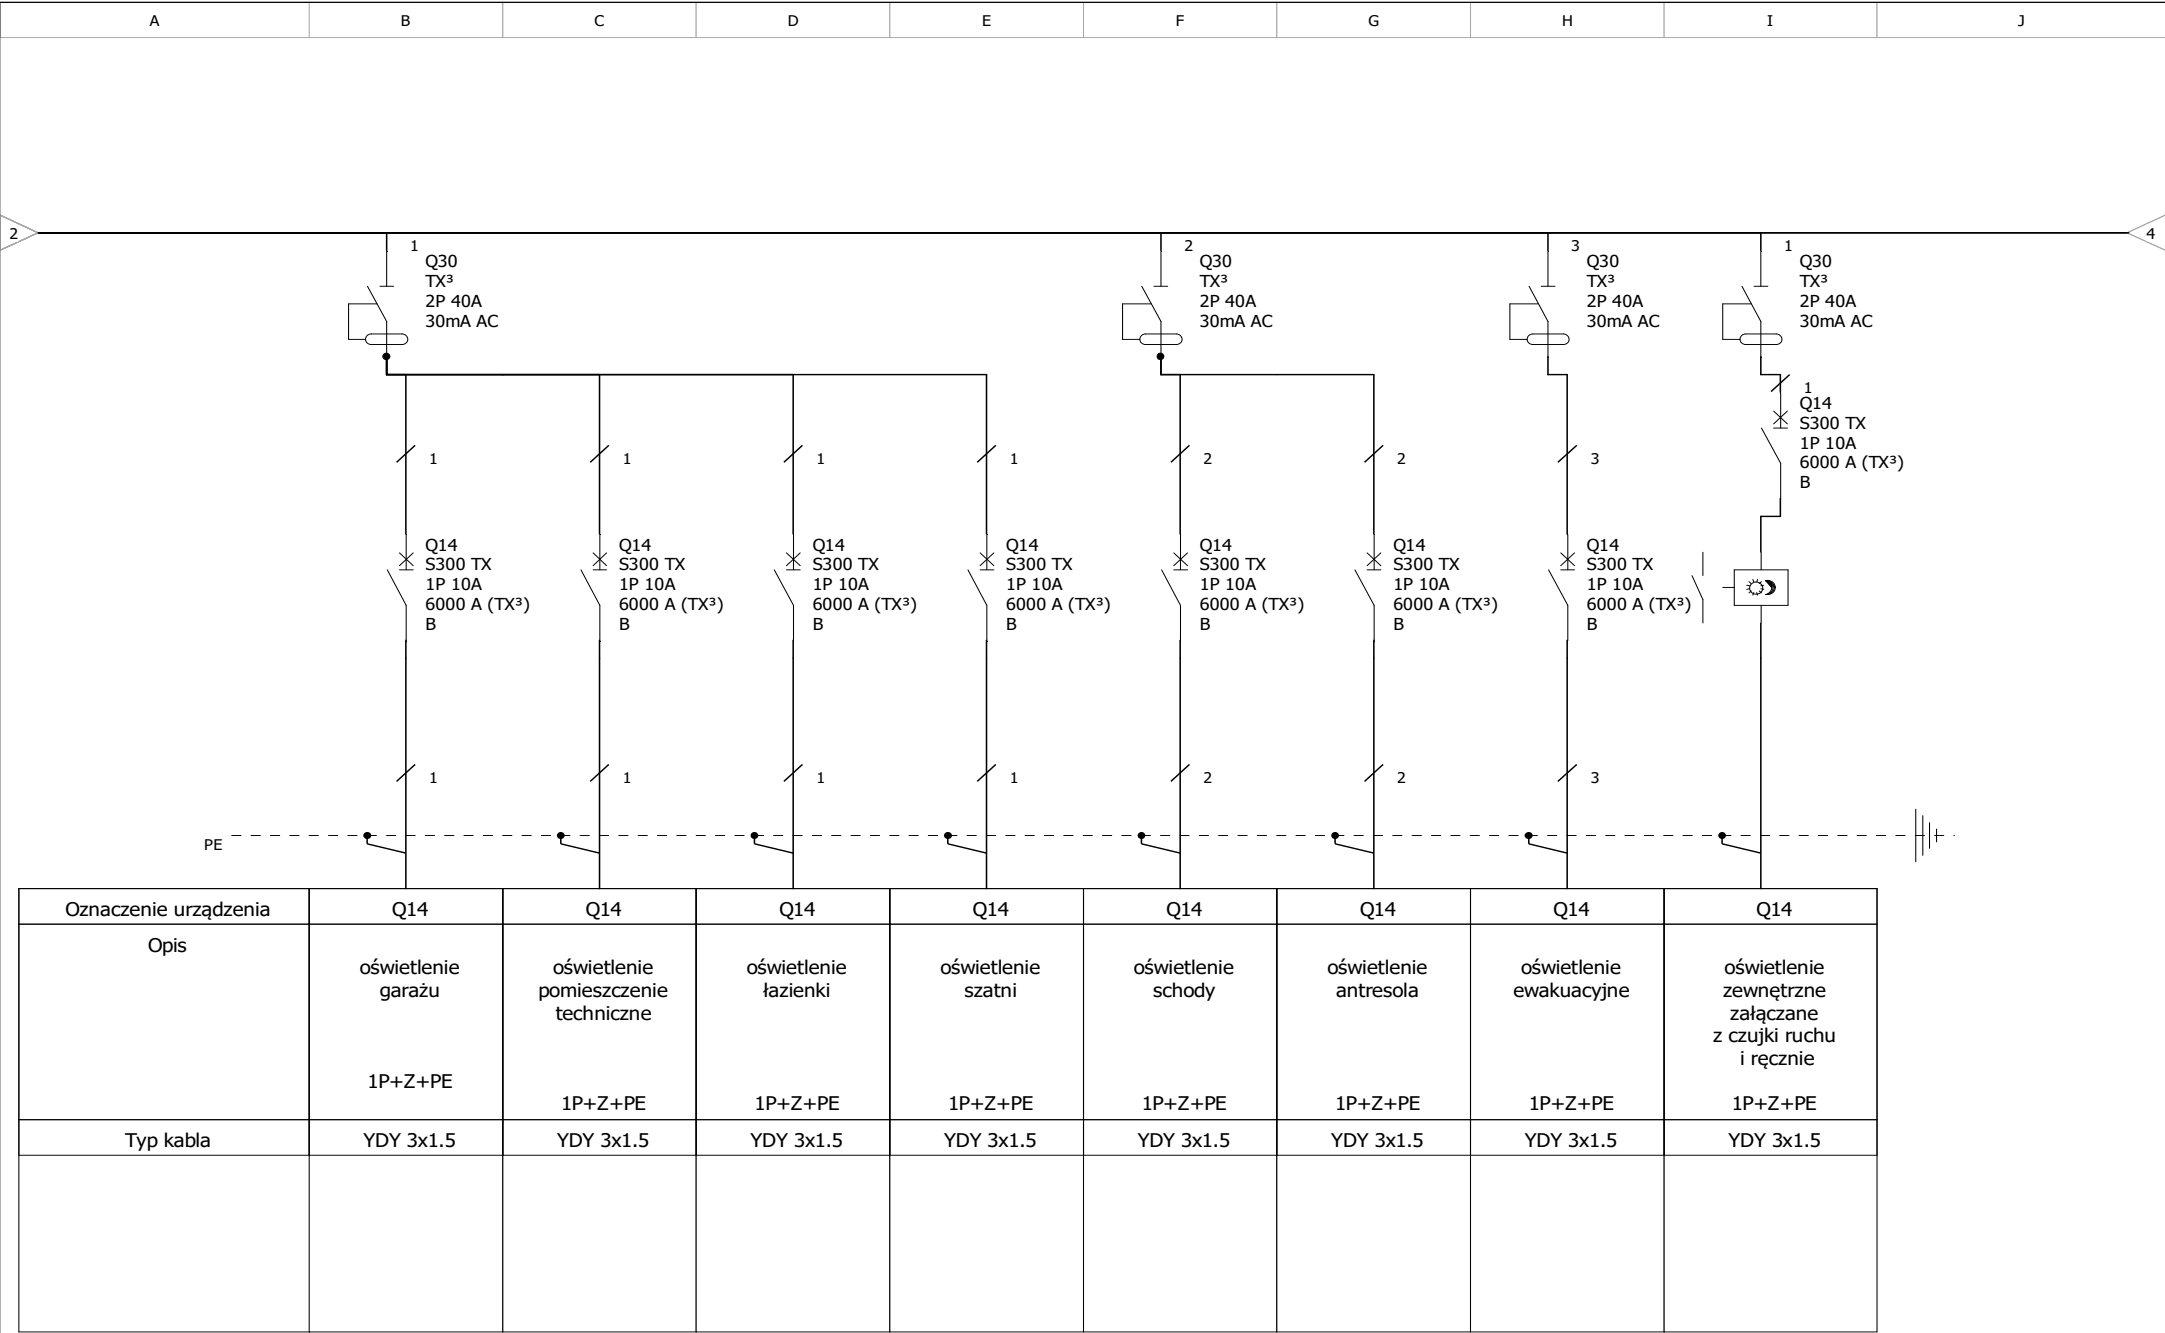 A B C D E F G H I J
2
4
1
Q30
TX³
2P 40A
30mA AC
2
Q30
TX³
2P 40A
30mA AC
3
Q30
TX³
2P 40A
30mA AC
1
Q30
TX³
2P 40A
30mA AC
1
Q14
S300 TX
1P 10A
6000 A (TX³)
B
1 1 1 1 2 2 3
Q14
S300 TX
1P 10A
6000 A (TX³)
B
Q14
S300 TX
1P 10A
6000 A (TX³)
B
Q14
S300 TX
1P 10A
6000 A (TX³)
B
Q14
S300 TX
1P 10A
6000 A (TX³)
B
Q14
S300 TX
1P 10A
6000 A (TX³)
B
Q14
S300 TX
1P 10A
6000 A (TX³)
B
Q14
S300 TX
1P 10A
6000 A (TX³)
B
1 1 1 1 2 2 3
PE
Oznaczenie urządzenia Q14 Q14 Q14 Q14 Q14 Q14 Q14 Q14
Opis
oświetlenie
garażu
1P+Z+PE
oświetlenie
pomieszczenie
techniczne
1P+Z+PE
oświetlenie
łazienki
1P+Z+PE
oświetlenie
szatni
1P+Z+PE
oświetlenie
schody
1P+Z+PE
oświetlenie
antresola
1P+Z+PE
oświetlenie
ewakuacyjne
1P+Z+PE
oświetlenie
zewnętrzne
załączane
z czujki ruchu
i ręcznie
1P+Z+PE
Typ kabla YDY 3x1.5 YDY 3x1.5 YDY 3x1.5 YDY 3x1.5 YDY 3x1.5 YDY 3x1.5 YDY 3x1.5 YDY 3x1.5